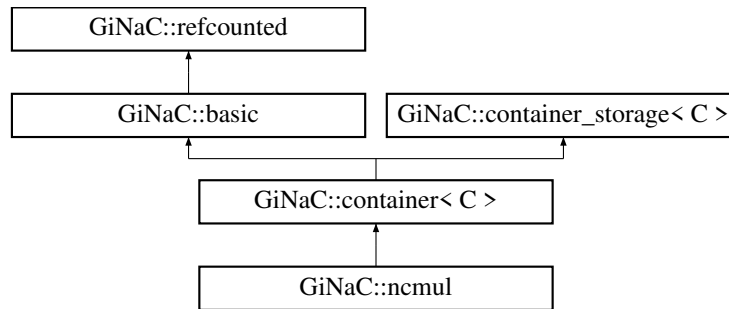 GiNaC::refcounted
GiNaC::basic
GiNaC::container_storage< C >
GiNaC::container< C >
GiNaC::ncmul